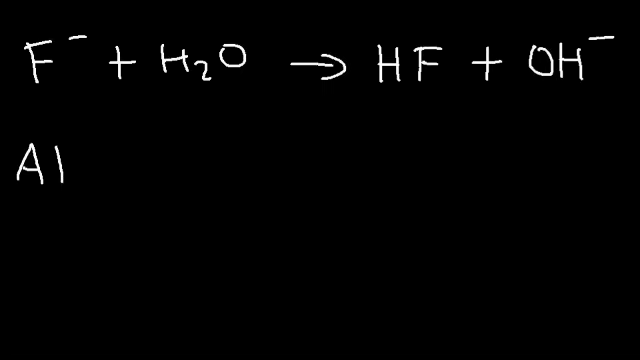 F⁻ + H₂O → HF + OH⁻
Al